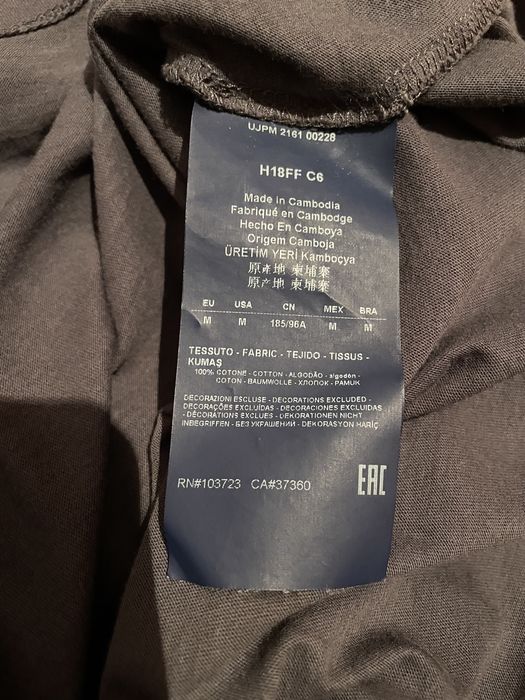 UJPM 2161 00228
H18FF C6
Made in Cambodia
Fabriqué en Cambodge
Hecho En Camboya
Origem Camboja
ÜRETİM YERİ Kamboçya
原產地 柬埔寨
原产地 柬埔寨
EU USA CN MEX BRA
M M 185/96A M M
TESSUTO - FABRIC - TEJIDO - TISSUS -
KUMAŞ
100% COTONE - COTTON - ALGODÃO - algodón -
COTON - BAUMWOLLE - ХЛОПОК - PAMUK
DECORAZIONI ESCLUSE - DECORATIONS EXCLUDED -
DECORAÇÕES EXCLUÍDAS - DECORACIONES EXCLUIDAS
- DÉCORATIONS EXCLUES - DEKORATIONEN NICHT
INBEGRIFFEN - БЕЗ УКРАШЕНИЙ - DEKORASYON HARİÇ
RN#103723 CA#37360 EAC